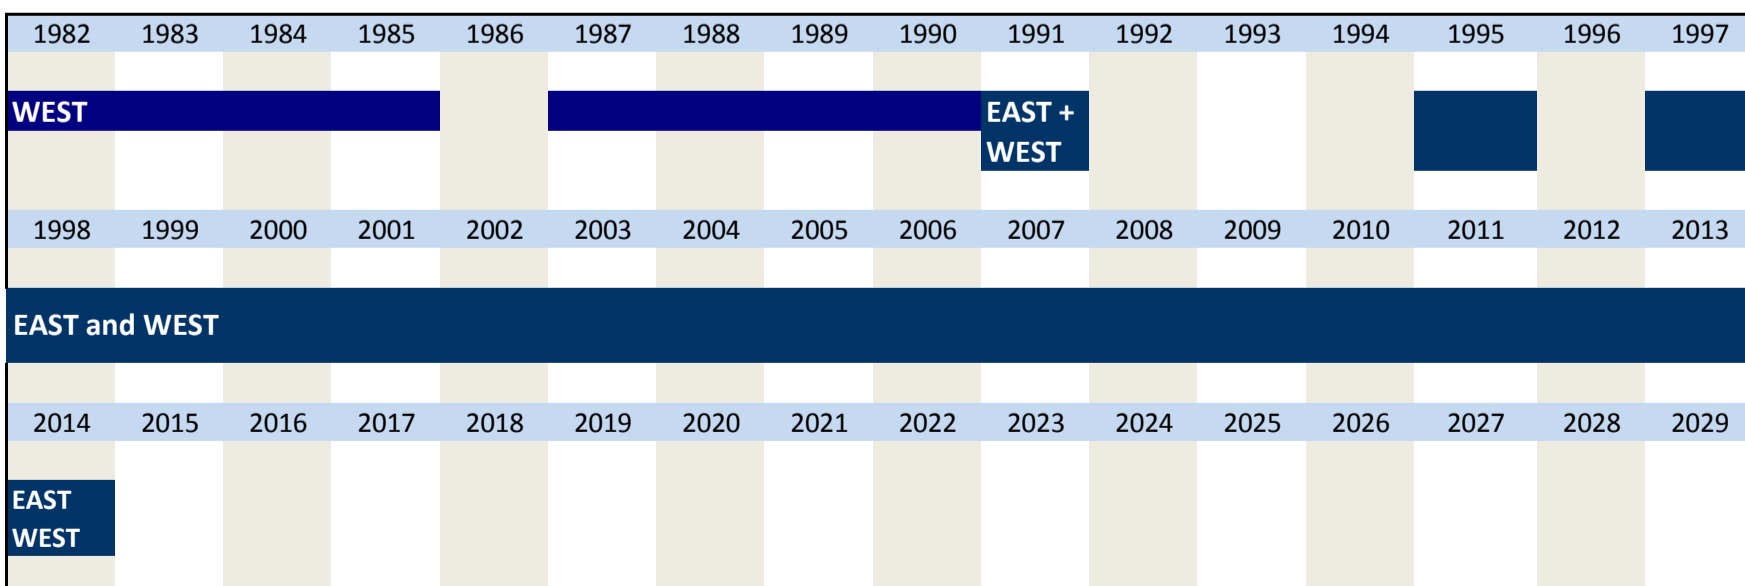 1982 1983 1984 1985 1986 1987 1988 1989 1990 1991 1992 1993 1994 1995 1996 1997
WEST EAST +
WEST
1998 1999 2000 2001 2002 2003 2004 2005 2006 2007 2008 2009 2010 2011 2012 2013
EAST and WEST
2014 2015 2016 2017 2018 2019 2020 2021 2022 2023 2024 2025 2026 2027 2028 2029
EAST
WEST